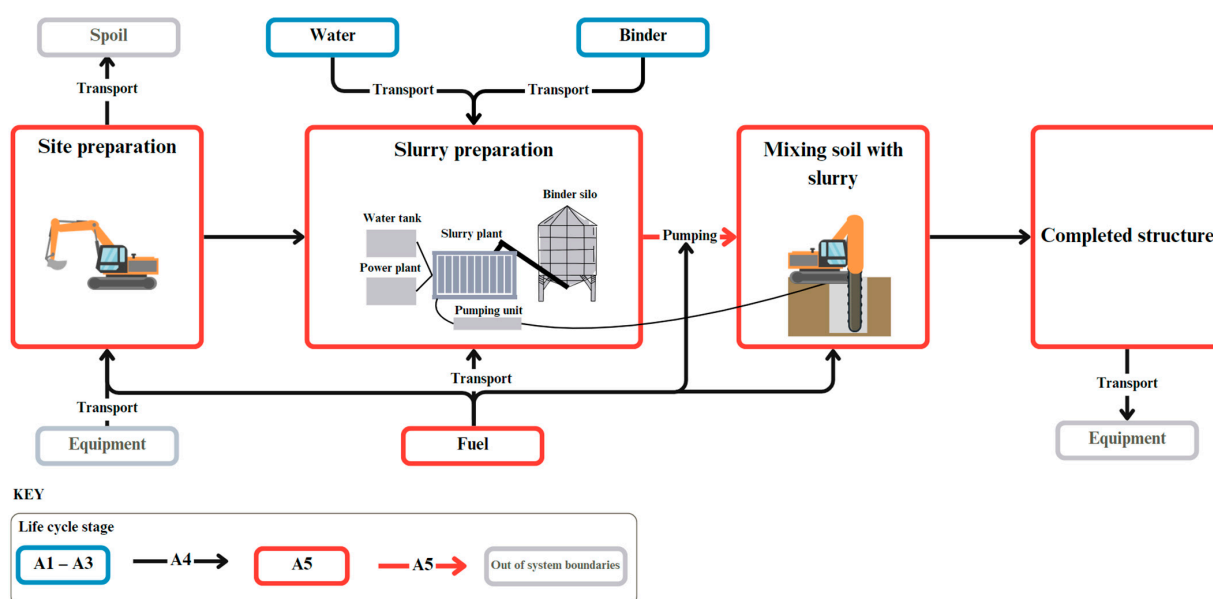 Spoil
Water
Binder
Transport
Transport
Transport
Site preparation
Slurry preparation
Mixing soil with
slurry
Completed structure
Water tank
Power plant
Slurry plant
Binder silo
Pumping unit
Pumping
Transport
Transport
Transport
Equipment
Fuel
Equipment
KEY
Life cycle stage
A1 – A3
A4
A5
A5
Out of system boundaries